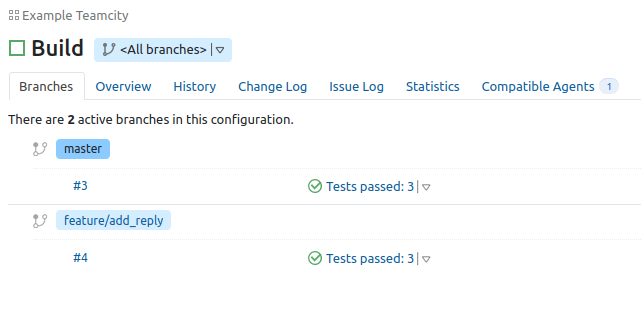 Example Teamcity
Build <All branches>
Branches Overview History Change Log Issue Log Statistics Compatible Agents 1
There are 2 active branches in this configuration.
master
#3 Tests passed: 3
feature/add_reply
#4 Tests passed: 3